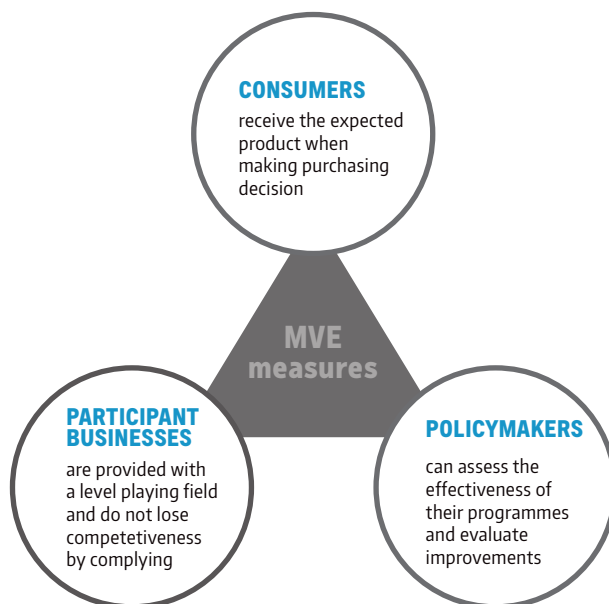 CONSUMERS
receive the expected
product when
making purchasing
decision
MVE
measures
PARTICIPANT
BUSINESSES
are provided with
a level playing field
and do not lose
competetiveness
by complying
POLICYMAKERS
can assess the
effectiveness of
their programmes
and evaluate
improvements